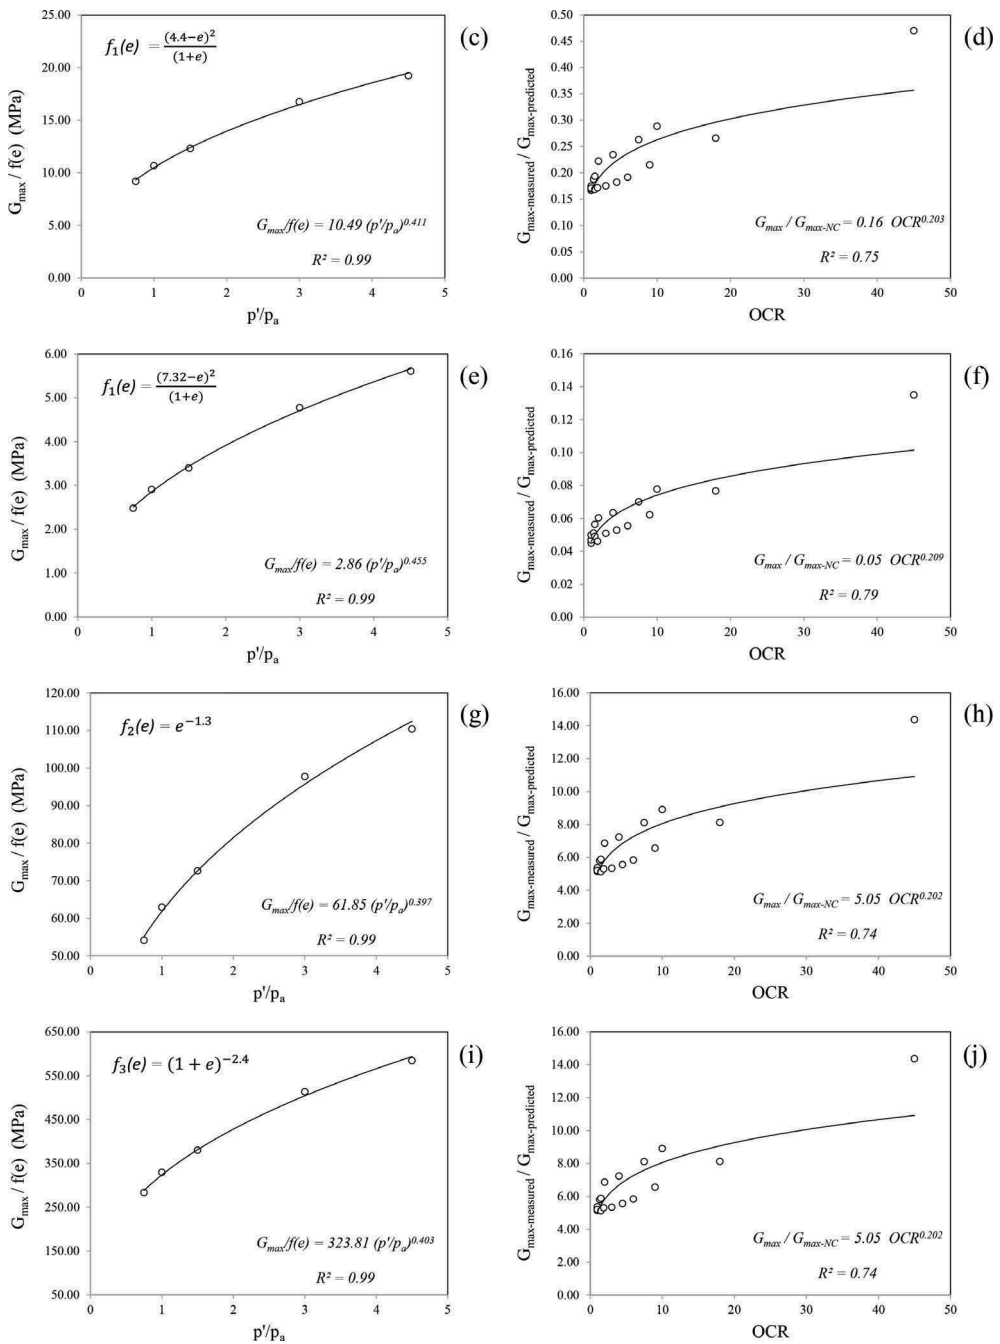 (c)
f₁(e) = (4.4−e)²/(1+e)
25.00
20.00
15.00
10.00
5.00
0.00
G_max / f(e) (MPa)
G_max/f(e) = 10.49 (p'/p_a)^0.411
R² = 0.99
0 1 2 3 4 5
p'/p_a
(d)
0.50
0.45
0.40
0.35
0.30
0.25
0.20
0.15
0.10
0.05
0.00
G_max-measured / G_max-predicted
G_max / G_max-NC = 0.16 OCR^0.203
R² = 0.75
0 10 20 30 40 50
OCR
(e)
f₁(e) = (7.32−e)²/(1+e)
6.00
5.00
4.00
3.00
2.00
1.00
0.00
G_max / f(e) (MPa)
G_max/f(e) = 2.86 (p'/p_a)^0.455
R² = 0.99
0 1 2 3 4 5
p'/p_a
(f)
0.16
0.14
0.12
0.10
0.08
0.06
0.04
0.02
0.00
G_max-measured / G_max-predicted
G_max / G_max-NC = 0.05 OCR^0.209
R² = 0.79
0 10 20 30 40 50
OCR
(g)
f₂(e) = e^−1.3
120.00
110.00
100.00
90.00
80.00
70.00
60.00
50.00
G_max / f(e) (MPa)
G_max/f(e) = 61.85 (p'/p_a)^0.397
R² = 0.99
0 1 2 3 4 5
p'/p_a
(h)
16.00
14.00
12.00
10.00
8.00
6.00
4.00
2.00
0.00
G_max-measured / G_max-predicted
G_max / G_max-NC = 5.05 OCR^0.202
R² = 0.74
0 10 20 30 40 50
OCR
(i)
f₃(e) = (1 + e)^−2.4
650.00
550.00
450.00
350.00
250.00
150.00
50.00
G_max / f(e) (MPa)
G_max/f(e) = 323.81 (p'/p_a)^0.403
R² = 0.99
0 1 2 3 4 5
p'/p_a
(j)
16.00
14.00
12.00
10.00
8.00
6.00
4.00
2.00
0.00
G_max-measured / G_max-predicted
G_max / G_max-NC = 5.05 OCR^0.202
R² = 0.74
0 10 20 30 40 50
OCR